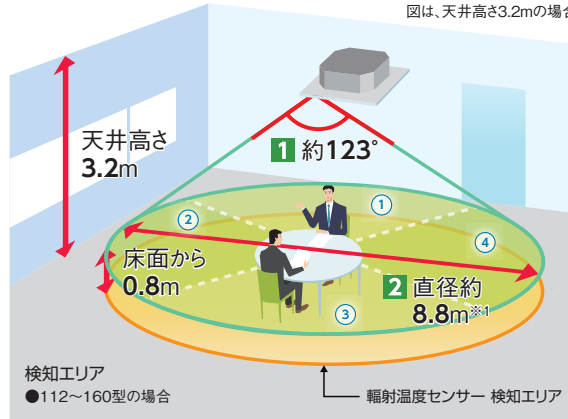 図は、天井高さ3.2mの場合
天井高さ
3.2m
1 約123°
①
②
④
床面から
0.8m
2 直径約
8.8m※1
③
検知エリア
●112～160型の場合
輻射温度センサー 検知エリア